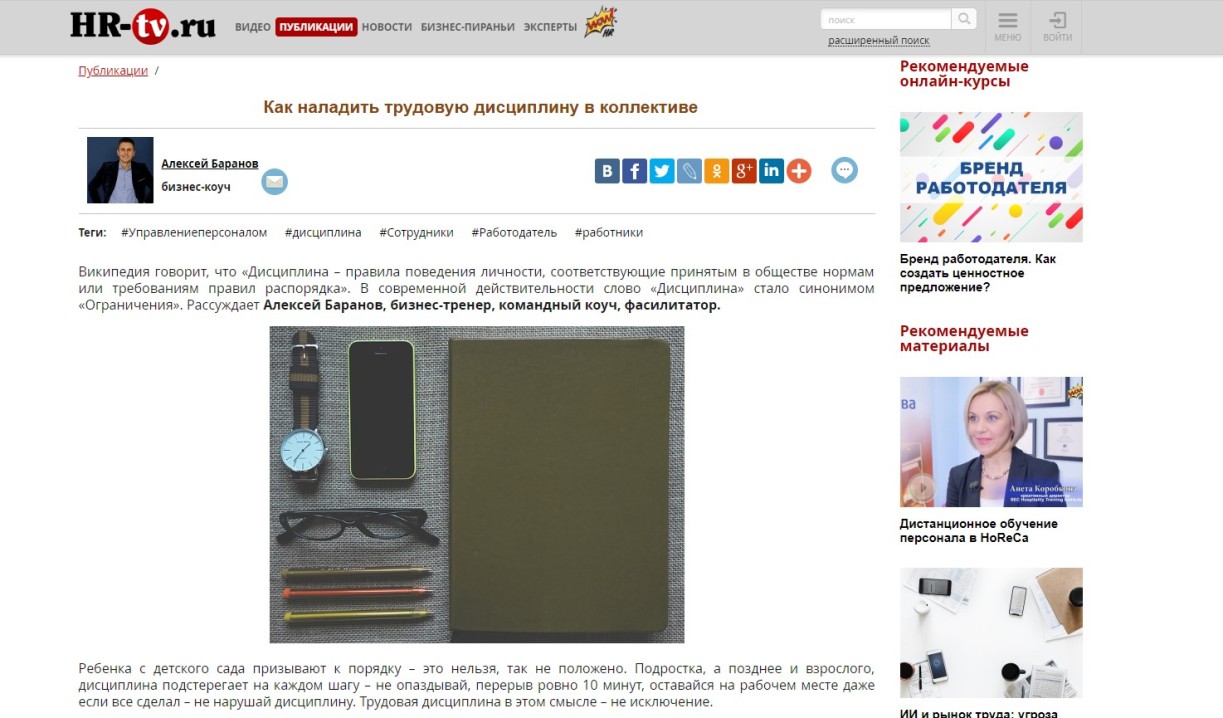 HR-tv.ru
ВИДЕО ПУБЛИКАЦИИ НОВОСТИ БИЗНЕС-ПИРАНЬИ ЭКСПЕРТЫ WOW! HR
поиск
расширенный поиск
МЕНЮ
ВОЙТИ
Публикации /
Как наладить трудовую дисциплину в коллективе
Алексей Баранов
бизнес-коуч
Теги: #Управлениеперсоналом #дисциплина #Сотрудники #Работодатель #работники
Википедия говорит, что «Дисциплина – правила поведения личности, соответствующие принятым в обществе нормам
или требованиям правил распорядка». В современной действительности слово «Дисциплина» стало синонимом
«Ограничения». Рассуждает Алексей Баранов, бизнес-тренер, командный коуч, фасилитатор.
Ребенка с детского сада призывают к порядку – это нельзя, так не положено. Подростка, а позднее и взрослого,
дисциплина подстерегает на каждом шагу – не опаздывай, перерыв ровно 10 минут, оставайся на рабочем месте даже
если все сделал – не нарушай дисциплину. Трудовая дисциплина в этом смысле – не исключение.
Рекомендуемые
онлайн-курсы
БРЕНД
РАБОТОДАТЕЛЯ
Бренд работодателя. Как
создать ценностное
предложение?
Рекомендуемые
материалы
Анета Коробкина
Дистанционное обучение
персонала в HoReCa
ИИ и рынок труда: угроза